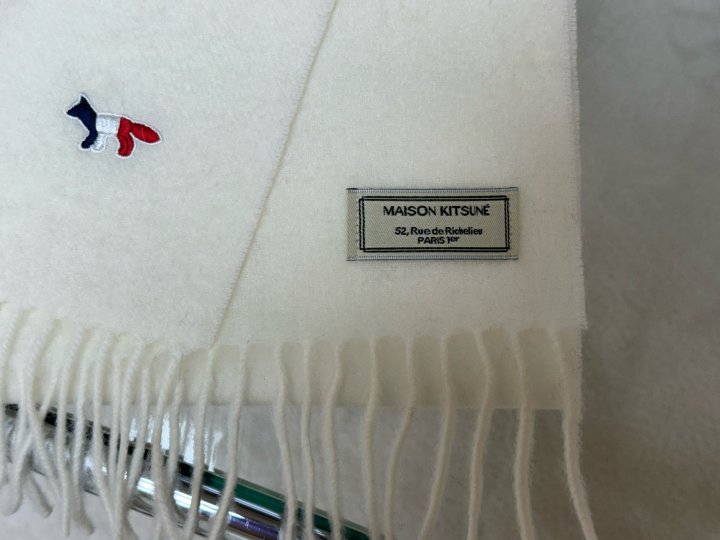 MAISON KITSUNÉ
52, Rue de Richelieu
PARIS 1er